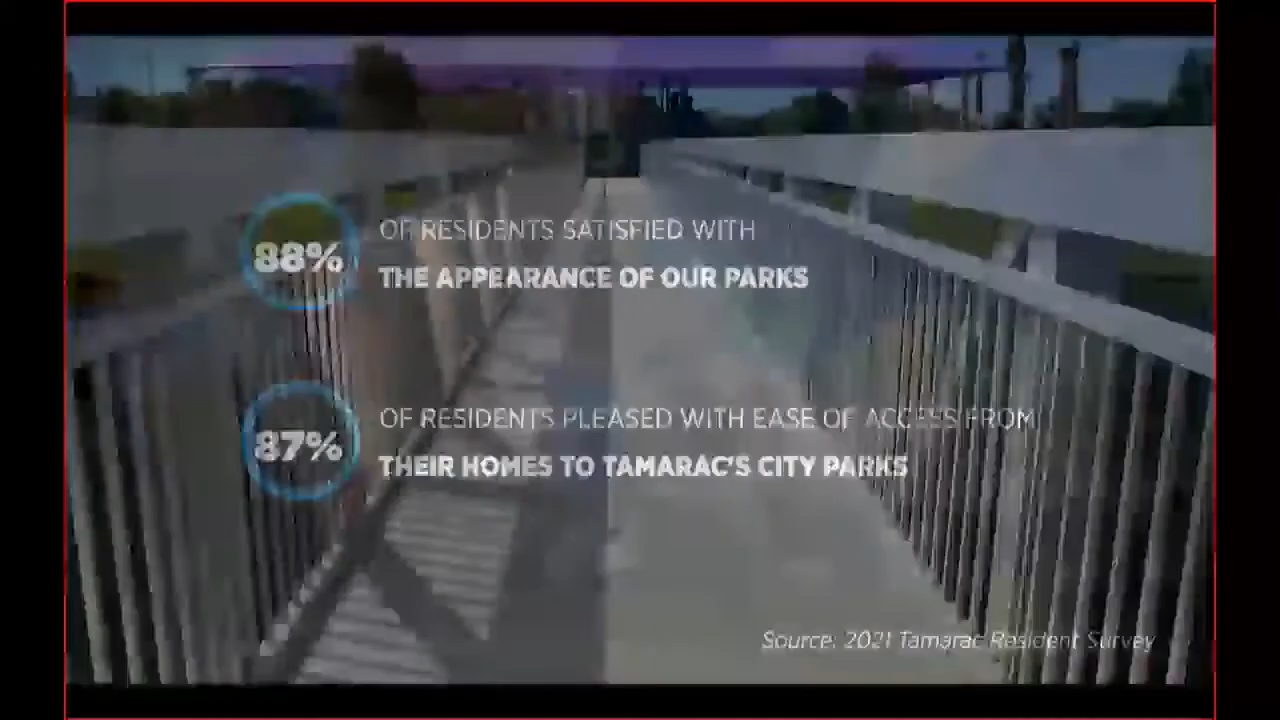 88%
OF RESIDENTS SATISFIED WITH
THE APPEARANCE OF OUR PARKS
87%
OF RESIDENTS PLEASED WITH EASE OF ACCESS FROM
THEIR HOMES TO TAMARAC'S CITY PARKS
Source: 2021 Tamarac Resident Survey